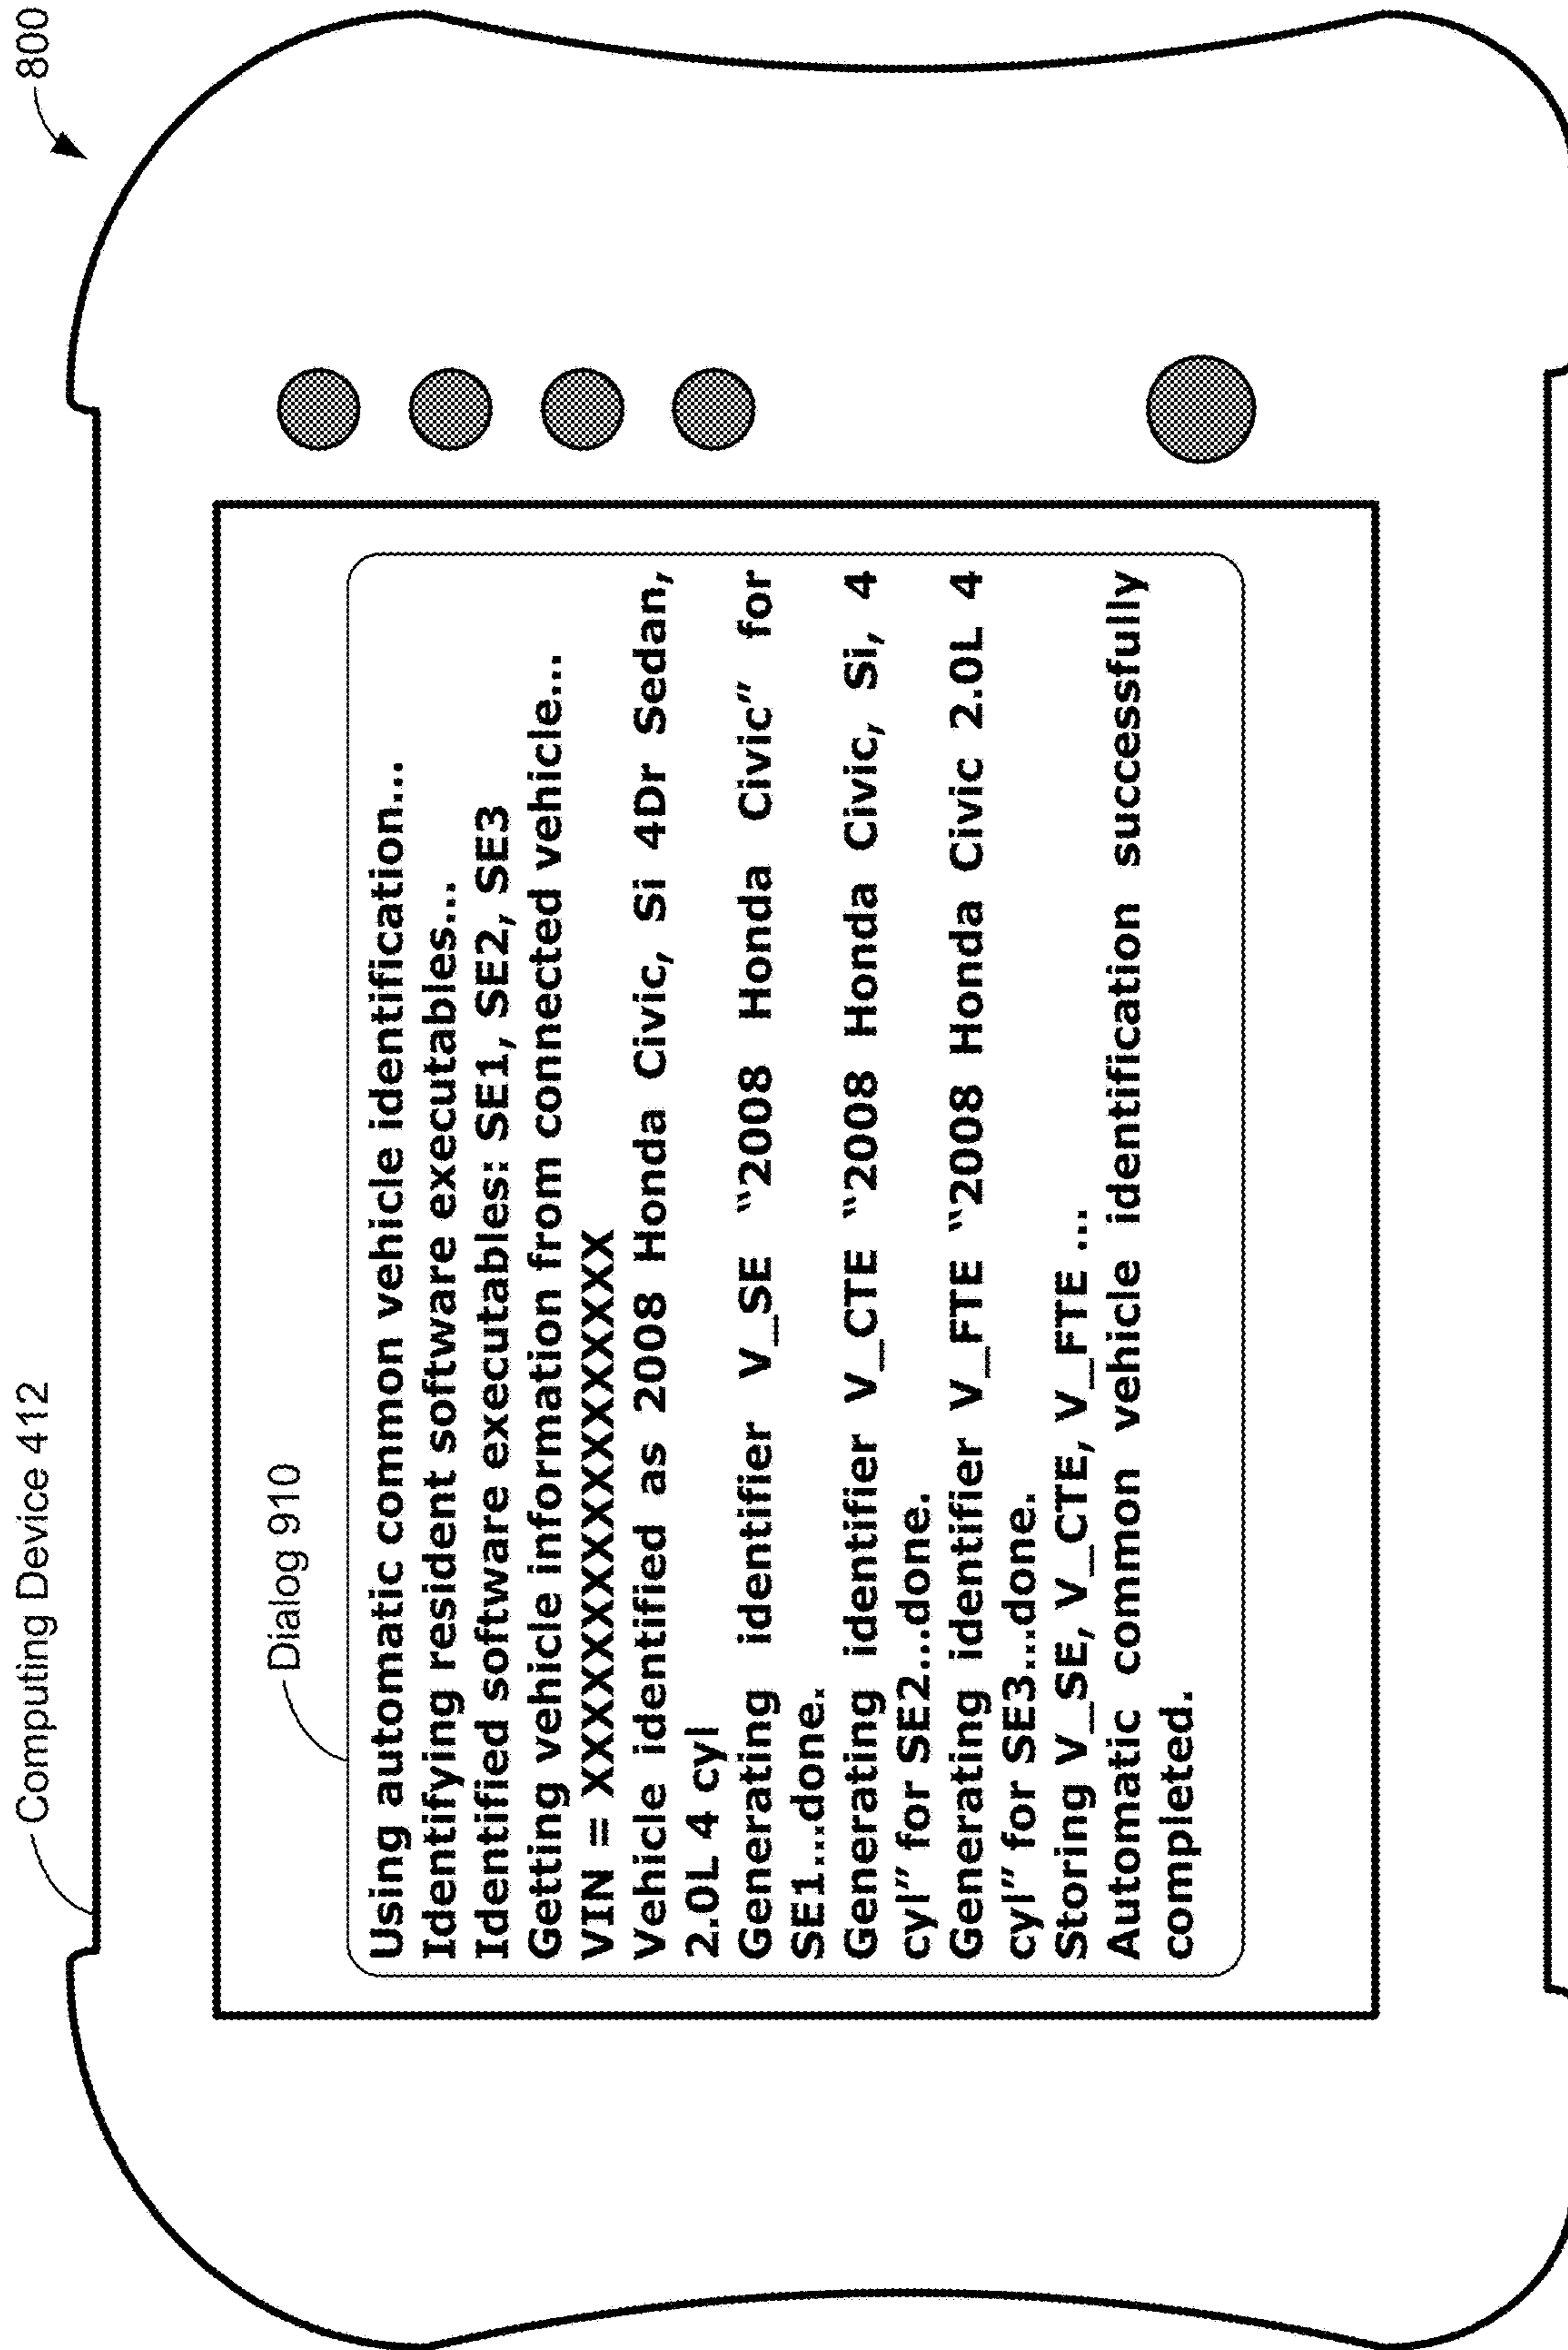 800
Computing Device 412
Dialog 910
Using automatic common vehicle identification...
Identifying resident software executables...
Identified software executables: SE1, SE2, SE3
Getting vehicle information from connected vehicle...
VIN = XXXXXXXXXXXXXXXXX
Vehicle identified as 2008 Honda Civic, Si 4Dr Sedan,
2.0L 4 cyl
Generating identifier V_SE “2008 Honda Civic” for
SE1...done.
Generating identifier V_CTE “2008 Honda Civic, Si, 4
cyl” for SE2...done.
Generating identifier V_FTE “2008 Honda Civic 2.0L 4
cyl” for SE3...done.
Storing V_SE, V_CTE, V_FTE ...
Automatic common vehicle identification successfully
completed.